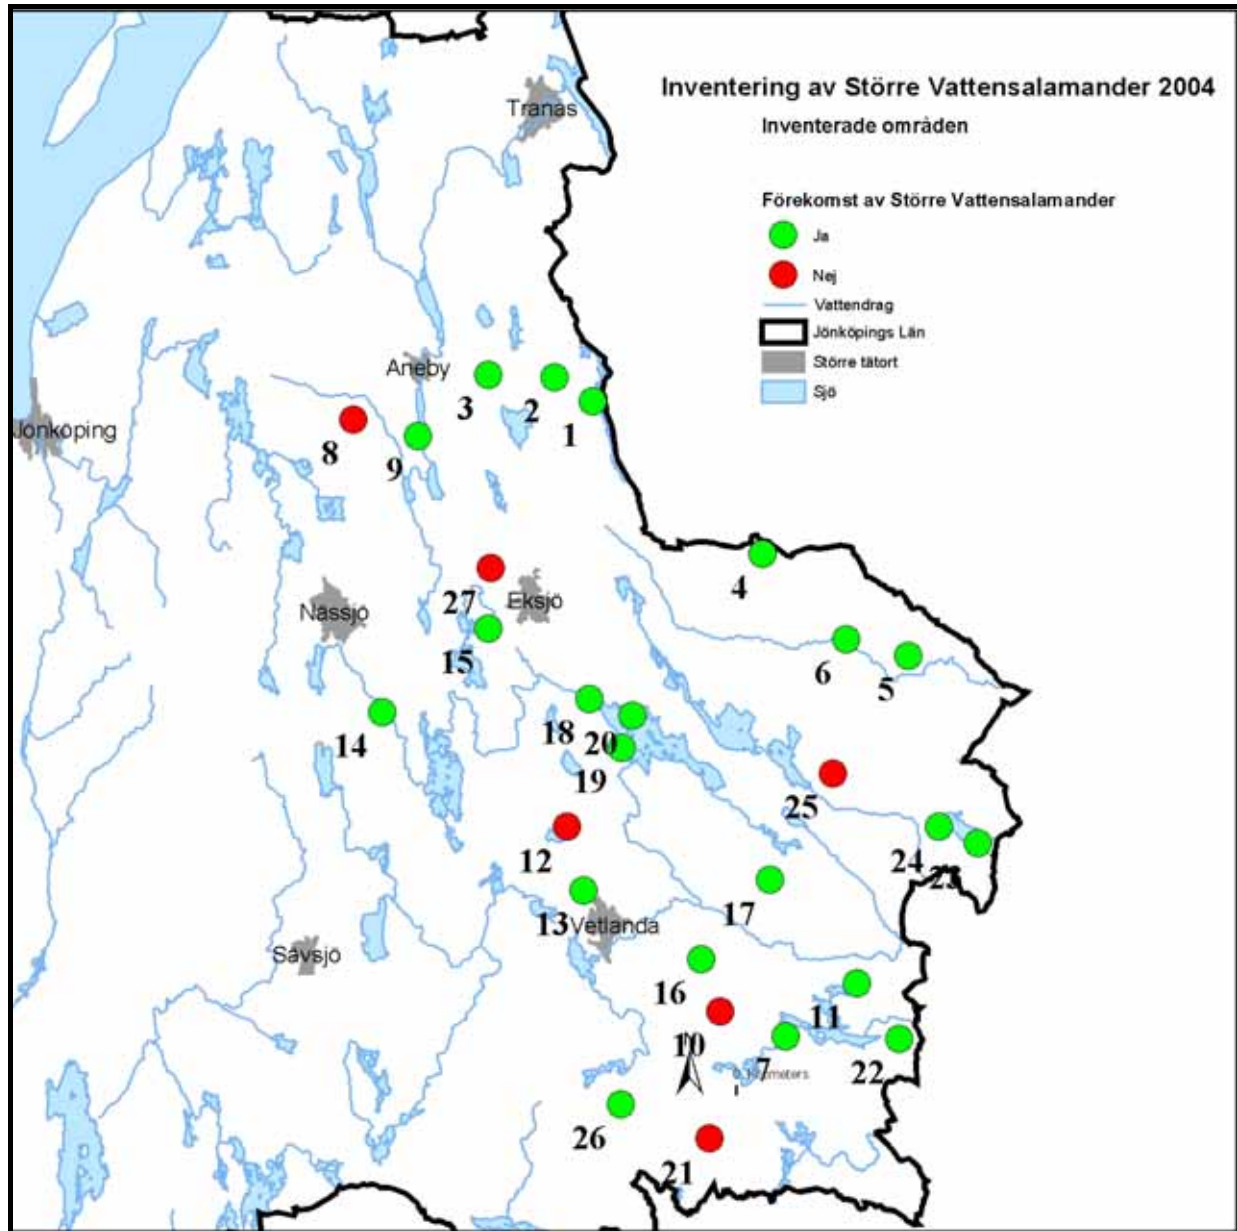 Inventering av Större Vattensalamander 2004
Inventerade områden
Förekomst av Större Vattensalamander
Ja
Nej
Vattendrag
Jönköpings Län
Större tätort
Sjö
Tranås
Aneby
3
2
1
Jönköping
8
9
4
27
Eksjö
Nässjö
6
5
15
14
18
20
19
25
12
24
23
17
13
Vetlanda
Sävsjö
16
11
10
7
22
26
21
N